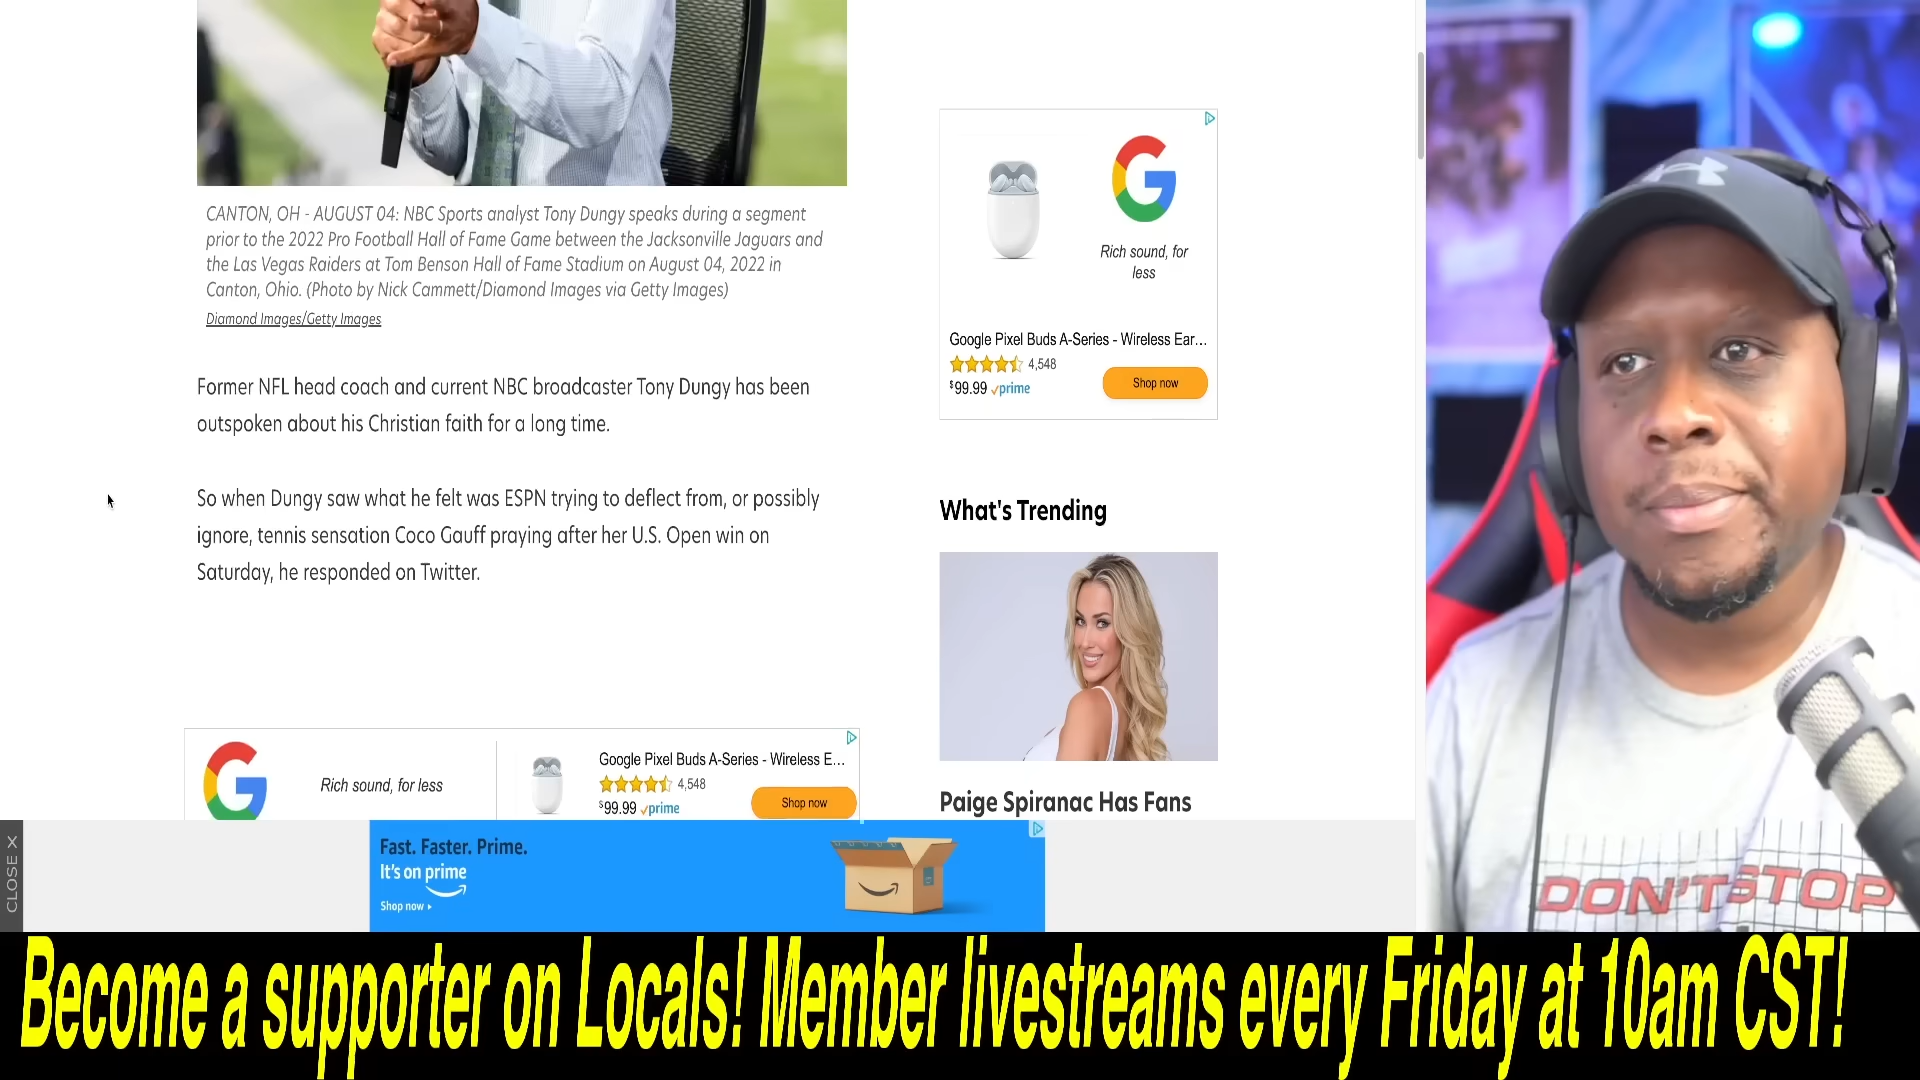 CANTON, OH - AUGUST 04: NBC Sports analyst Tony Dungy speaks during a segment
prior to the 2022 Pro Football Hall of Fame Game between the Jacksonville Jaguars and
the Las Vegas Raiders at Tom Benson Hall of Fame Stadium on August 04, 2022 in
Canton, Ohio. (Photo by Nick Cammett/Diamond Images via Getty Images)
Diamond Images/Getty Images
Former NFL head coach and current NBC broadcaster Tony Dungy has been
outspoken about his Christian faith for a long time.
So when Dungy saw what he felt was ESPN trying to deflect from, or possibly
ignore, tennis sensation Coco Gauff praying after her U.S. Open win on
Saturday, he responded on Twitter.
Rich sound, for less
Google Pixel Buds A-Series - Wireless E...
4,548
$99.99 prime
Shop now
Rich sound, for
less
Google Pixel Buds A-Series - Wireless Ear...
4,548
$99.99 prime
Shop now
What's Trending
Paige Spiranac Has Fans
CLOSE X
Fast. Faster. Prime.
It's on prime
Shop now
DON'T STOP
Become a supporter on Locals! Member livestreams every Friday at 10am CST!